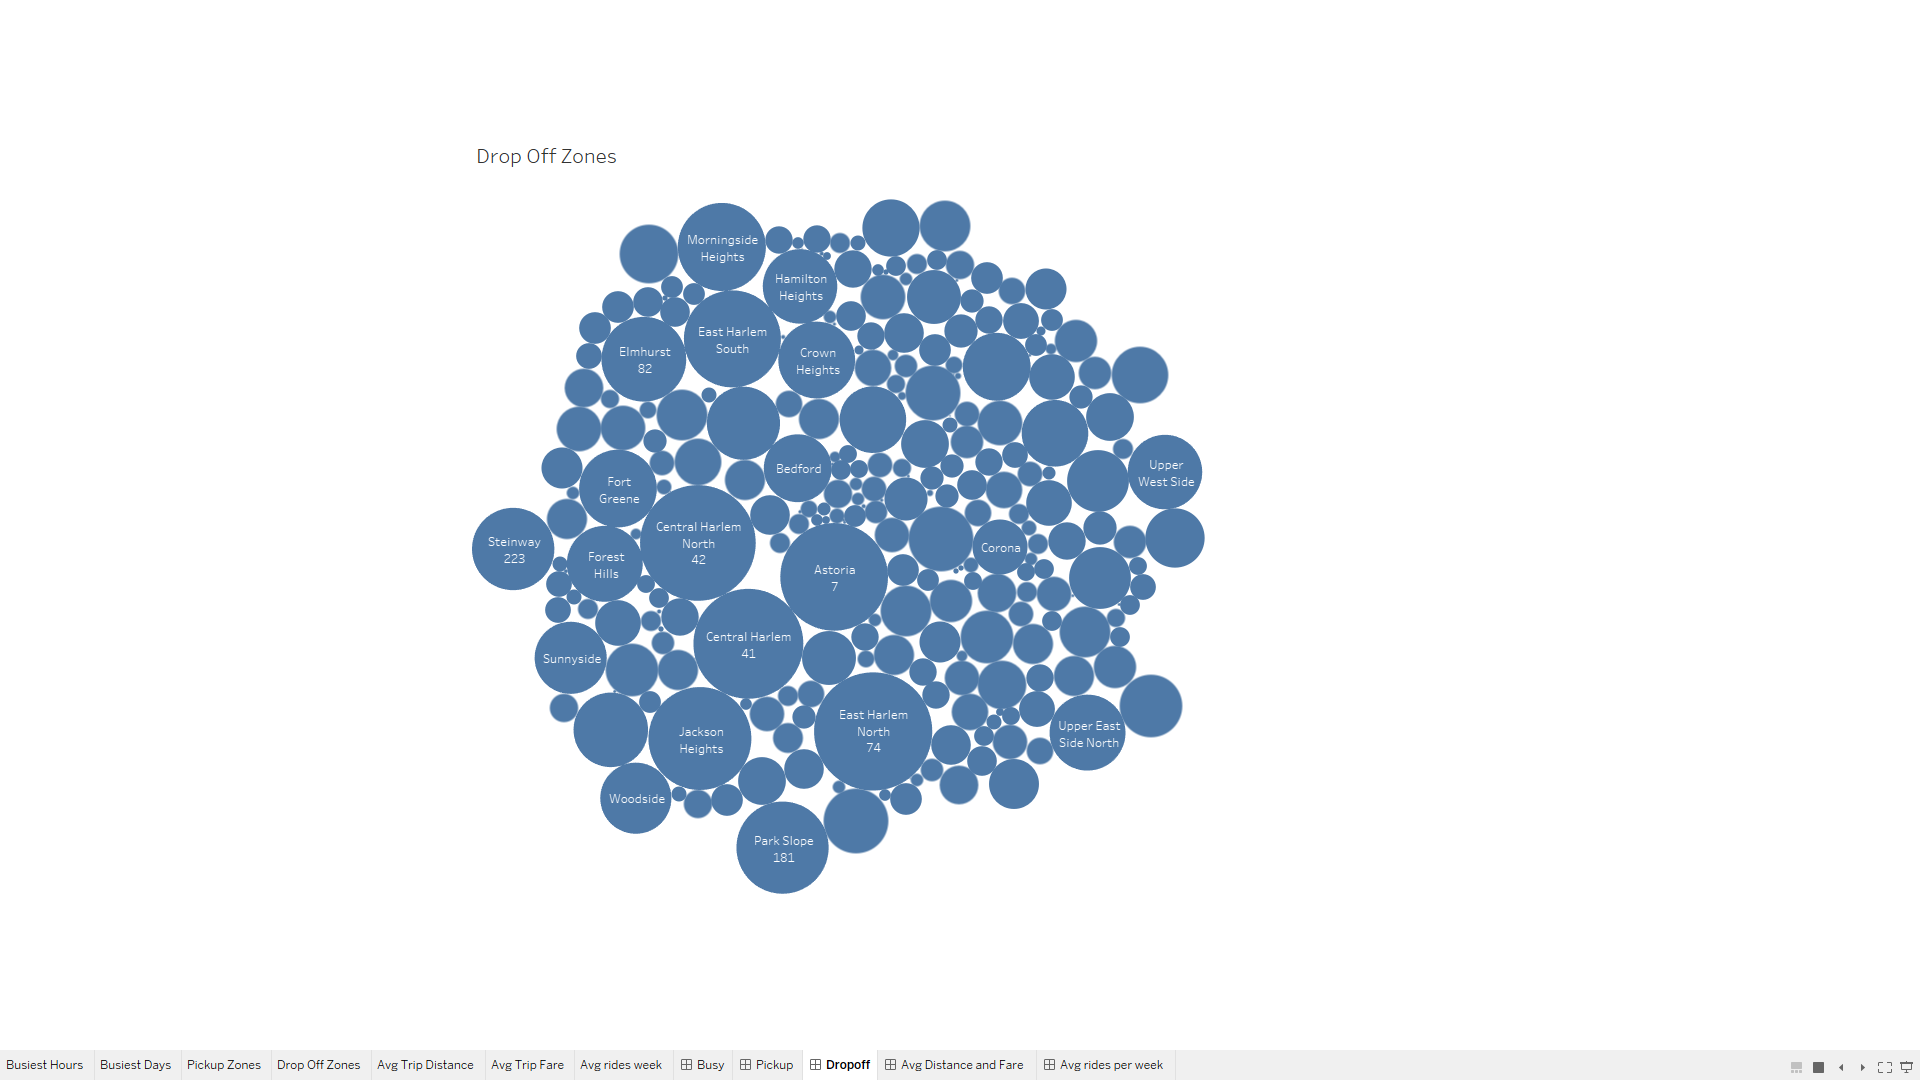 Drop Off Zones
Morningside
Heights
Hamilton
Heights
East Harlem
South
Elmhurst
82
Crown
Heights
Bedford
Upper
West Side
Fort
Greene
Central Harlem
North
42
Steinway
223
Forest
Hills
Corona
Astoria
7
Central Harlem
41
Sunnyside
East Harlem
North
74
Jackson
Heights
Upper East
Side North
Woodside
Park Slope
181
Busiest Hours
Busiest Days
Pickup Zones
Drop Off Zones
Avg Trip Distance
Avg Trip Fare
Avg rides week
Busy
Pickup
Dropoff
Avg Distance and Fare
Avg rides per week